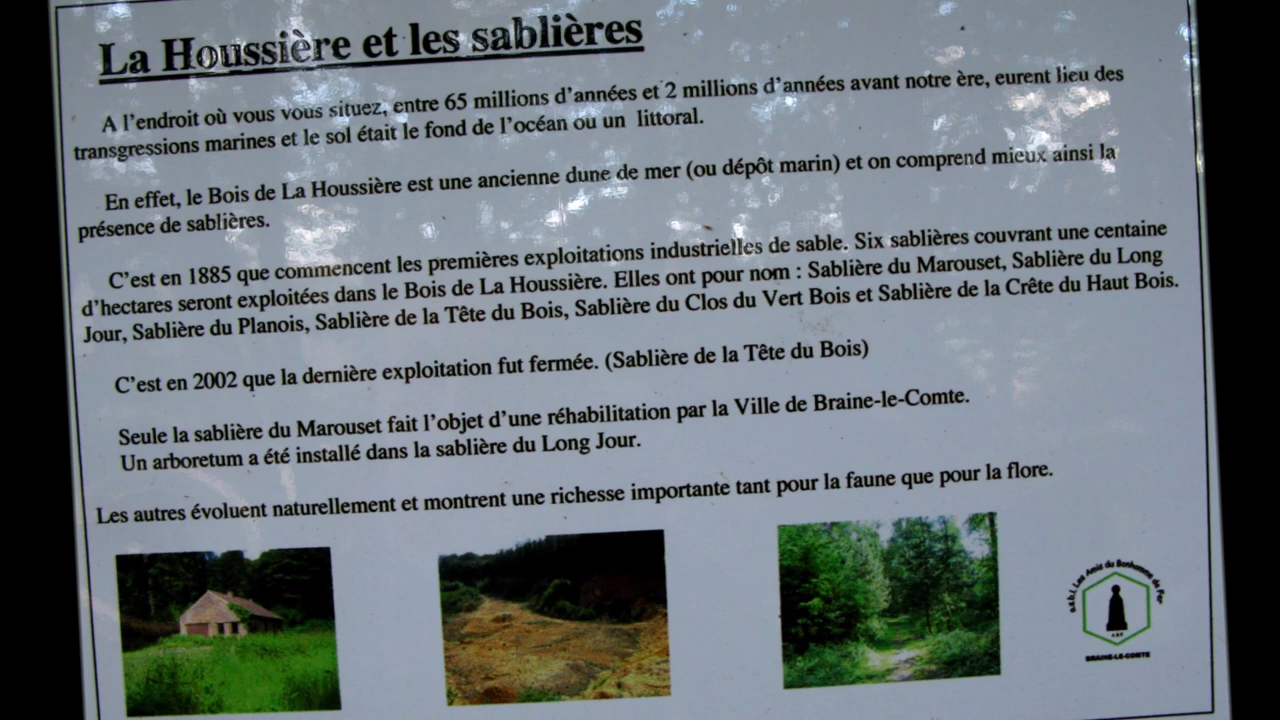 La Houssière et les sablières
A l'endroit où vous vous situez, entre 65 millions d'années et 2 millions d'années avant notre ère, eurent lieu des
transgressions marines et le sol était le fond de l'océan ou un littoral.
En effet, le Bois de La Houssière est une ancienne dune de mer (ou dépôt marin) et on comprend mieux ainsi la
présence de sablières.
C'est en 1885 que commencent les premières exploitations industrielles de sable. Six sablières couvrant une centaine
d'hectares seront exploitées dans le Bois de La Houssière. Elles ont pour nom : Sablière du Marouset, Sablière du Long
Jour, Sablière du Planois, Sablière de la Tête du Bois, Sablière du Clos du Vert Bois et Sablière de la Crête du Haut Bois.
C'est en 2002 que la dernière exploitation fut fermée. (Sablière de la Tête du Bois)
Seule la sablière du Marouset fait l'objet d'une réhabilitation par la Ville de Braine-le-Comte.
Un arboretum a été installé dans la sablière du Long Jour.
Les autres évoluent naturellement et montrent une richesse importante tant pour la faune que pour la flore.
a.s.b.l. Les Amis du Bonhomme de Fer
BRAINE-LE-COMTE